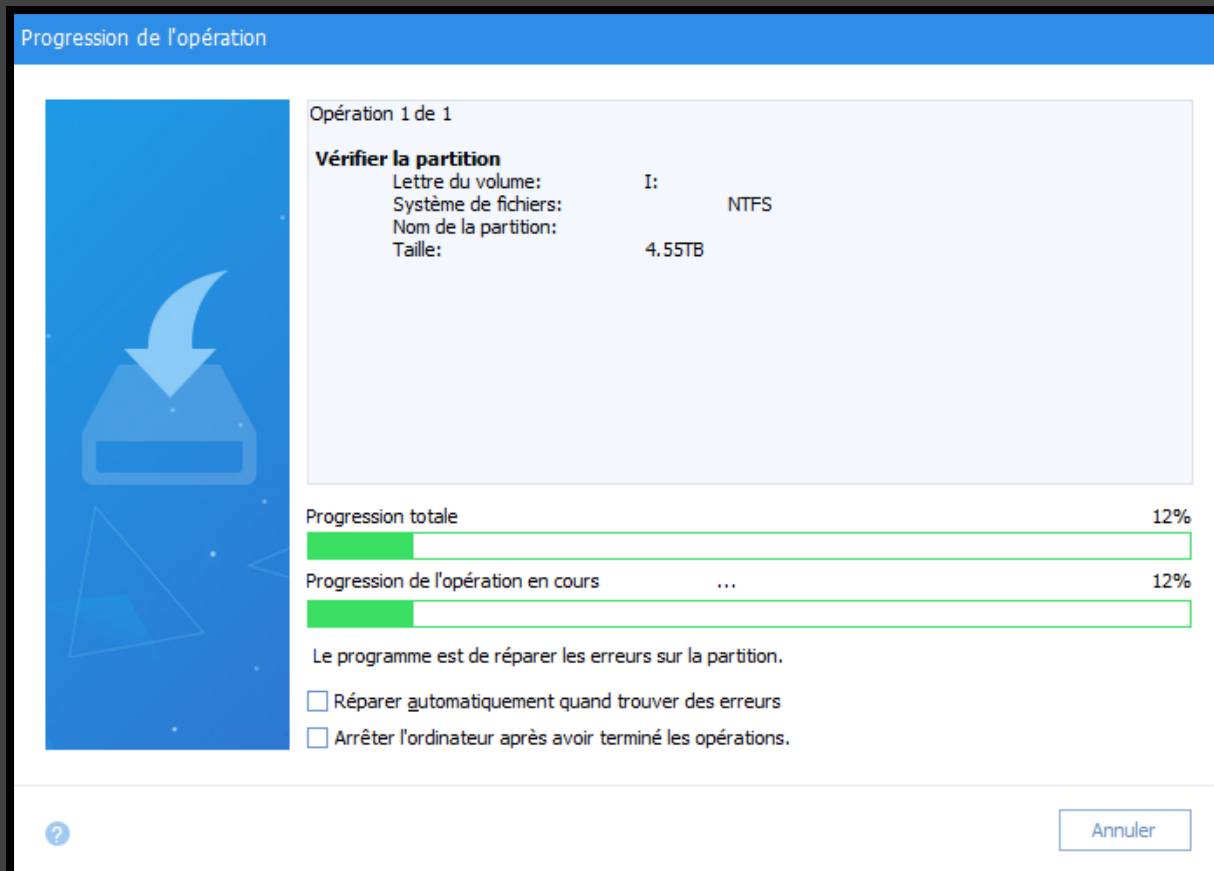 Progression de l'opération
Opération 1 de 1
Vérifier la partition
Lettre du volume: I:
Système de fichiers: NTFS
Nom de la partition:
Taille: 4.55TB
Progression totale 12%
Progression de l'opération en cours ... 12%
Le programme est de réparer les erreurs sur la partition.
Réparer automatiquement quand trouver des erreurs
Arrêter l'ordinateur après avoir terminé les opérations.
?
Annuler